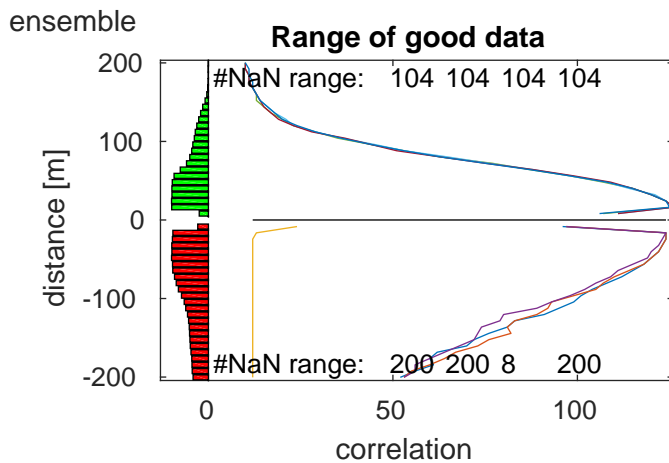 ensemble
Range of good data
200
#NaN range: 104 104 104 104
100
0
-100
#NaN range: 200 200 8 200
-200
distance [m]
0 50 100
correlation